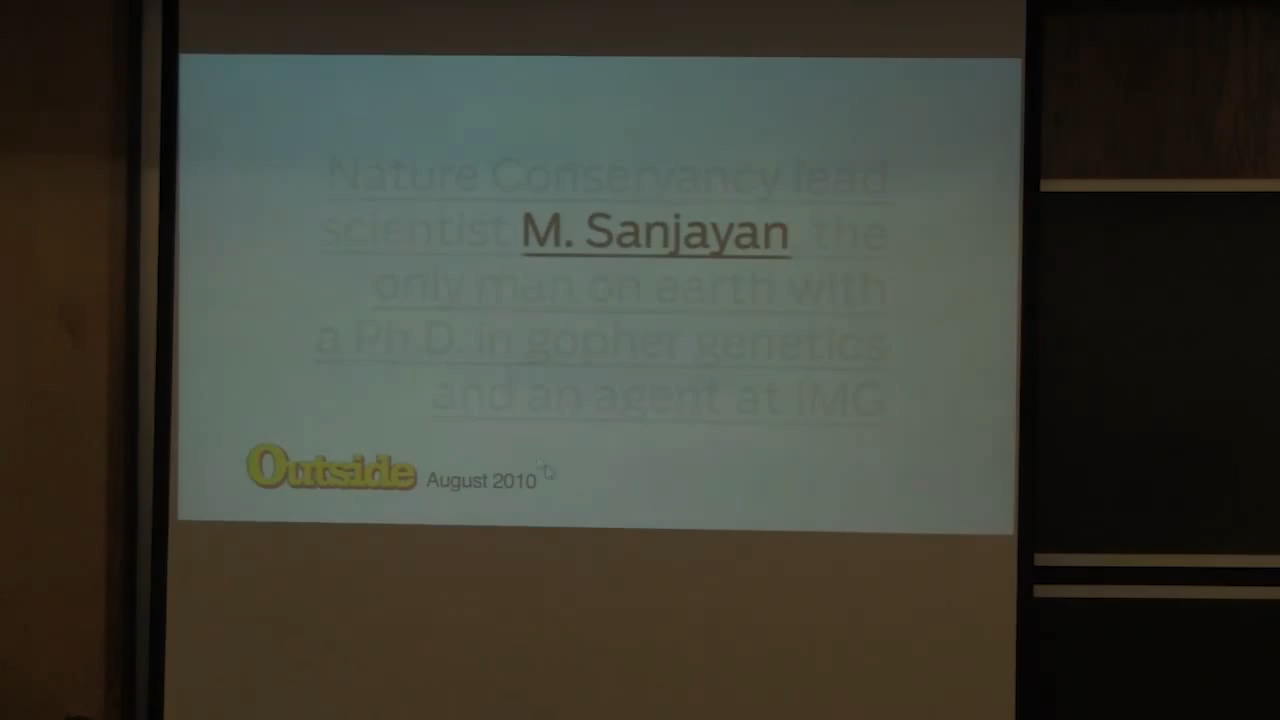 Nature Conservancy lead
scientist M. Sanjayan, the
only man on earth with
a Ph.D. in gopher genetics
and an agent at IMG
Outside August 2010